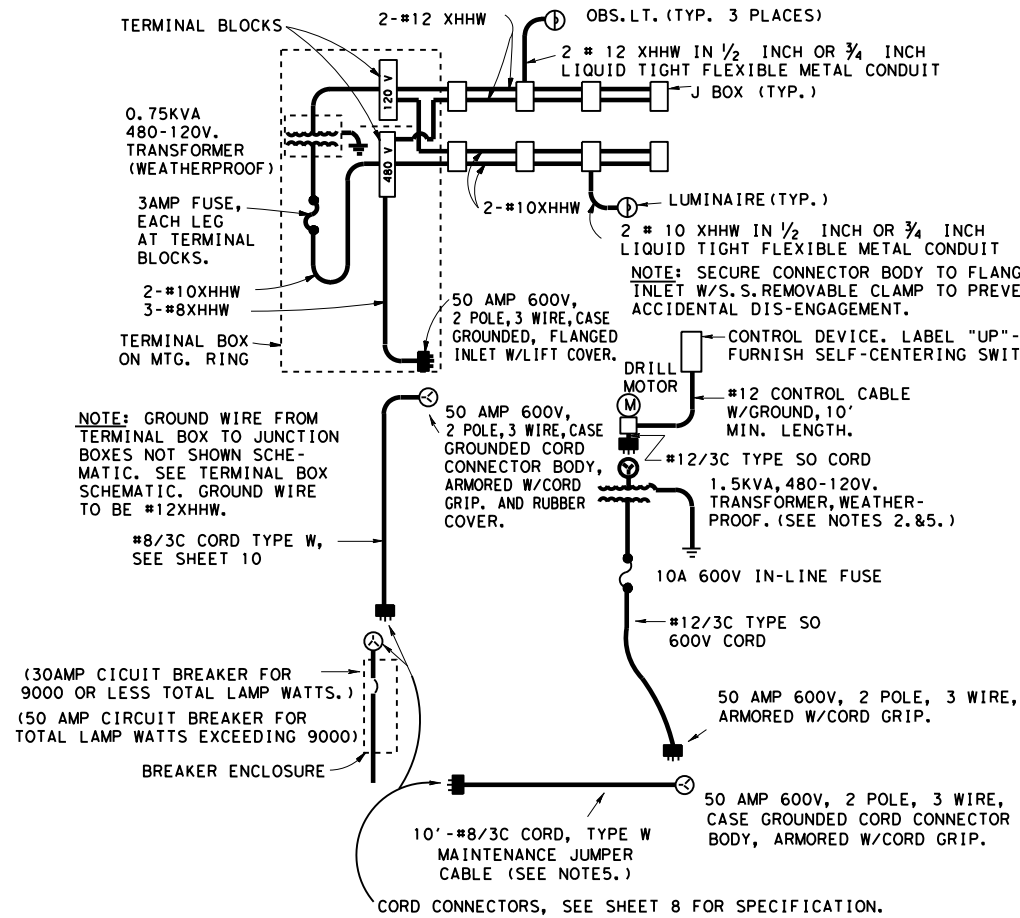 TERMINAL BLOCKS
2-#12 XHHW
OBS.LT. (TYP. 3 PLACES)
2 # 12 XHHW IN 1/2 INCH OR 3/4 INCH
LIQUID TIGHT FLEXIBLE METAL CONDUIT
J BOX (TYP.)
120 V
480 V
0.75KVA
480-120V.
TRANSFORMER
(WEATHERPROOF)
3AMP FUSE,
EACH LEG
AT TERMINAL
BLOCKS.
2-#10XHHW
LUMINAIRE (TYP.)
2 # 10 XHHW IN 1/2 INCH OR 3/4 INCH
LIQUID TIGHT FLEXIBLE METAL CONDUIT
NOTE: SECURE CONNECTOR BODY TO FLANG
INLET W/S.S.REMOVABLE CLAMP TO PREVE
ACCIDENTAL DIS-ENGAGEMENT.
2-#10XHHW
3-#8XHHW
TERMINAL BOX
ON MTG. RING
50 AMP 600V,
2 POLE,3 WIRE,CASE
GROUNDED, FLANGED
INLET W/LIFT COVER.
CONTROL DEVICE. LABEL "UP"-
FURNISH SELF-CENTERING SWIT
DRILL
MOTOR
M
#12 CONTROL CABLE
W/GROUND, 10'
MIN. LENGTH.
#12/3C TYPE SO CORD
NOTE: GROUND WIRE FROM
TERMINAL BOX TO JUNCTION
BOXES NOT SHOWN SCHE-
MATIC. SEE TERMINAL BOX
SCHEMATIC. GROUND WIRE
TO BE #12XHHW.
50 AMP 600V,
2 POLE,3 WIRE,CASE
GROUNDED CORD
CONNECTOR BODY,
ARMORED W/CORD
GRIP. AND RUBBER
COVER.
1.5KVA,480-120V.
TRANSFORMER,WEATHER-
PROOF. (SEE NOTES 2.&5.)
#8/3C CORD TYPE W,
SEE SHEET 10
10A 600V IN-LINE FUSE
#12/3C TYPE SO
600V CORD
(30AMP CICUIT BREAKER FOR
9000 OR LESS TOTAL LAMP WATTS.)
(50 AMP CIRCUIT BREAKER FOR
TOTAL LAMP WATTS EXCEEDING 9000)
BREAKER ENCLOSURE
50 AMP 600V, 2 POLE, 3 WIRE,
ARMORED W/CORD GRIP.
50 AMP 600V, 2 POLE, 3 WIRE,
CASE GROUNDED CORD CONNECTOR
BODY, ARMORED W/CORD GRIP.
10'-#8/3C CORD, TYPE W
MAINTENANCE JUMPER
CABLE (SEE NOTE5.)
CORD CONNECTORS, SEE SHEET 8 FOR SPECIFICATION.